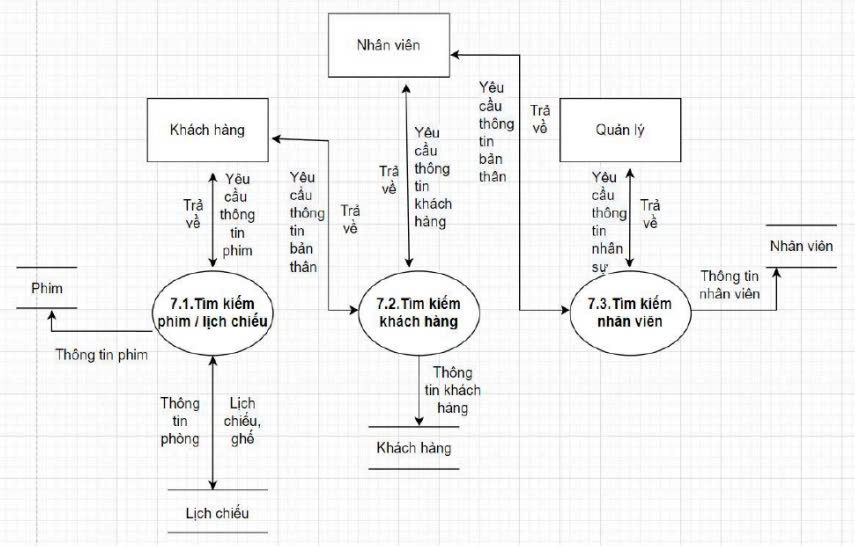 Nhân viên
Khách hàng
Quản lý
Trả
về
Yêu
cầu
thông
tin
phim
Yêu
cầu
thông
tin
bản
thân
Trả
về
Trả
về
Yêu
cầu
thông
tin
khách
hàng
Yêu
cầu
thông
tin
bản
thân
Trả
về
Yêu
cầu
thông
tin
nhân
sự
Trả
về
Nhân viên
Phim
7.1.Tìm kiếm
phim / lịch chiếu
7.2.Tìm kiếm
khách hàng
7.3.Tìm kiếm
nhân viên
Thông tin
nhân viên
Thông tin phim
Thông
tin
phòng
Lịch
chiếu,
ghế
Thông
tin khách
hàng
Khách hàng
Lịch chiếu